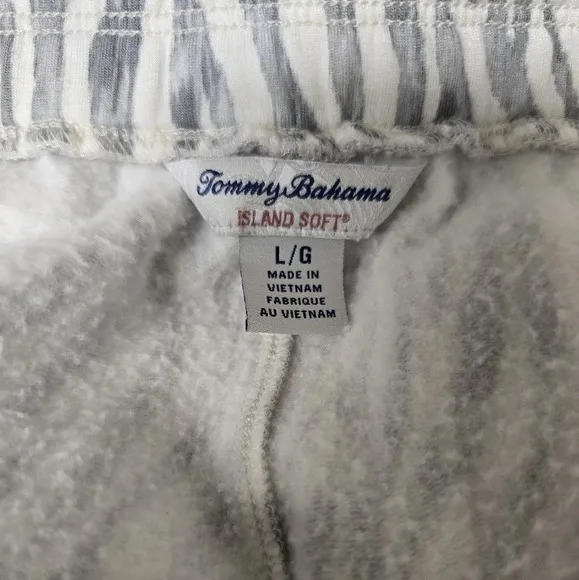 Tommy Bahama
ISLAND SOFT®
L/G
MADE IN
VIETNAM
FABRIQUE
AU VIETNAM